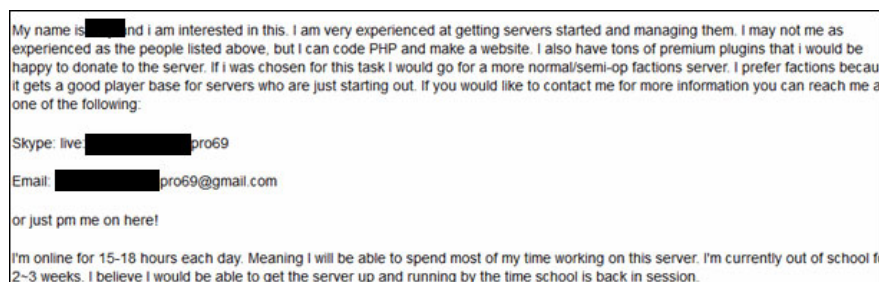 My name is nd i am interested in this. I am very experienced at getting servers started and managing them. I may not me as
experienced as the people listed above, but I can code PHP and make a website. I also have tons of premium plugins that i would be
happy to donate to the server. If i was chosen for this task I would go for a more normal/semi-op factions server. I prefer factions becau
it gets a good player base for servers who are just starting out. If you would like to contact me for more information you can reach me a
one of the following:
Skype: live: pro69
Email: pro69@gmail.com
or just pm me on here!
I'm online for 15-18 hours each day. Meaning I will be able to spend most of my time working on this server. I'm currently out of school f
2~3 weeks. I believe I would be able to get the server up and running by the time school is back in session.